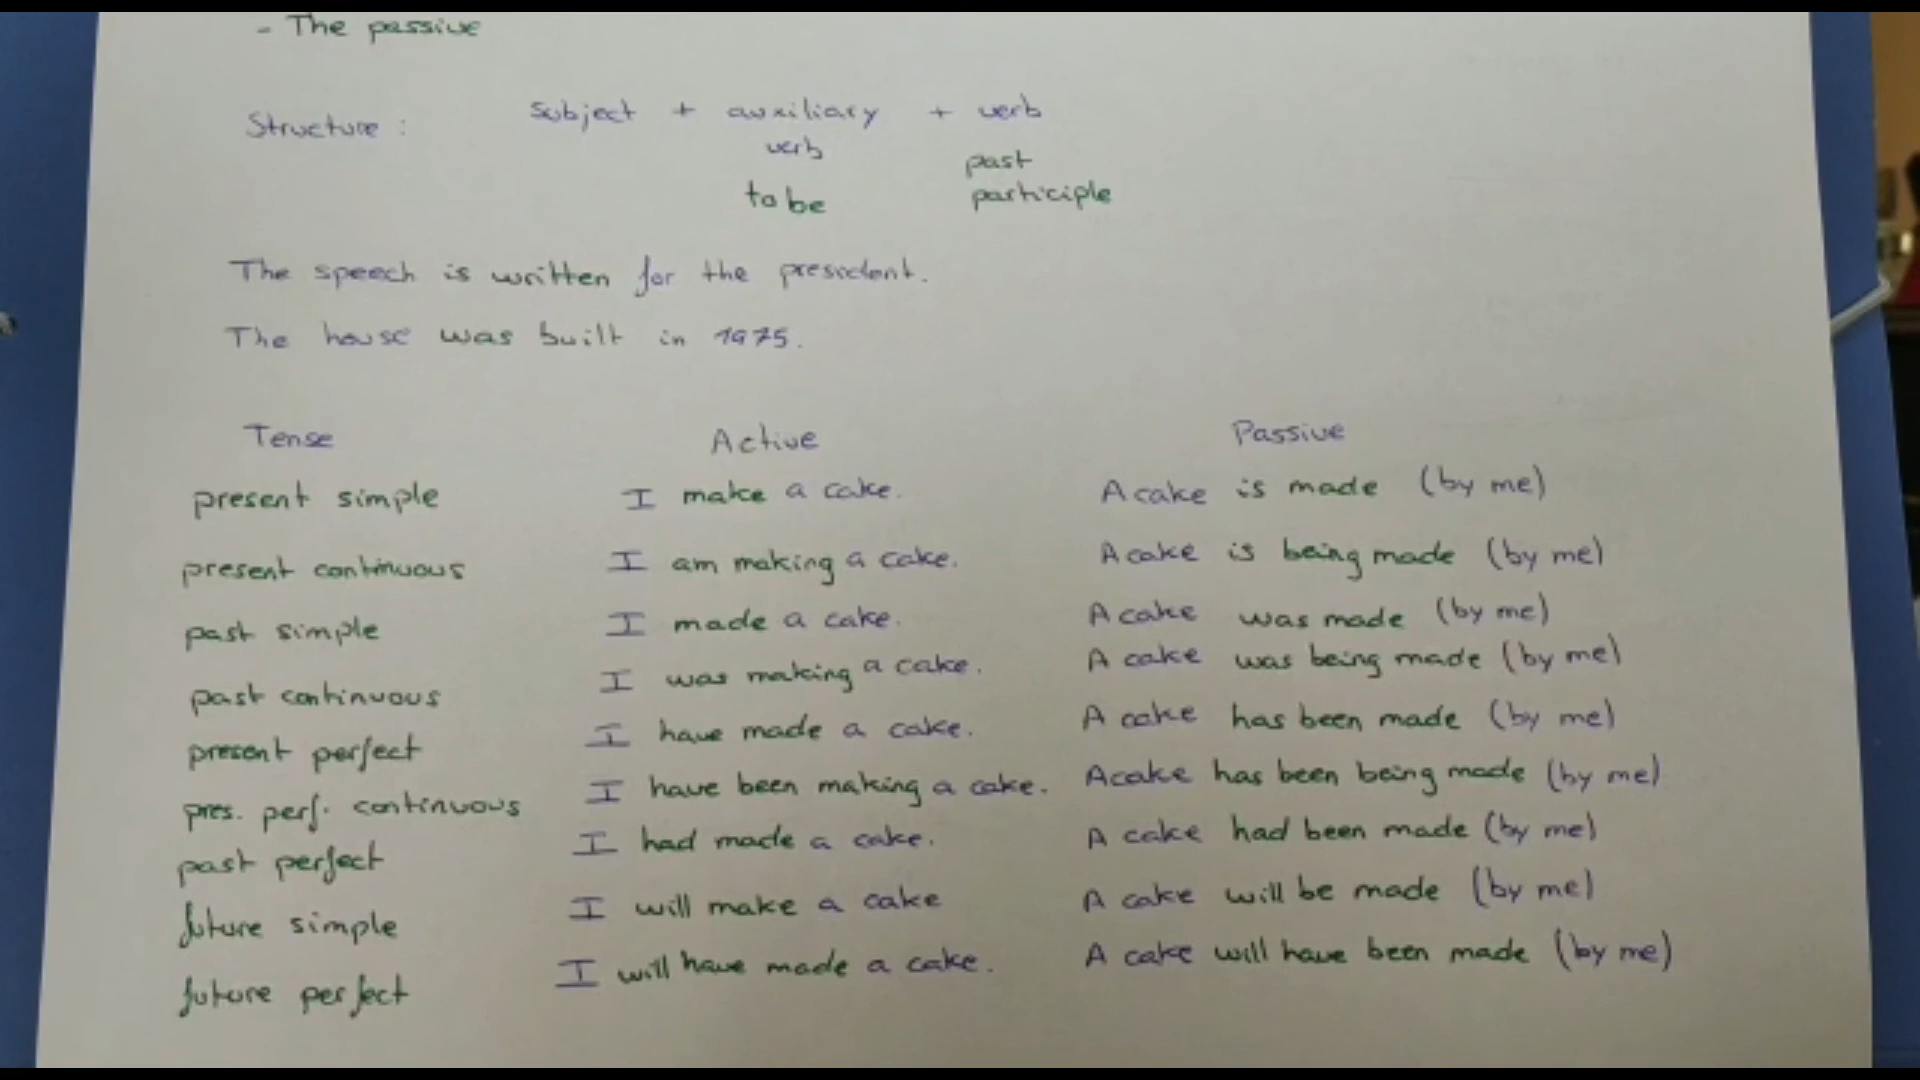 - The passive
Structure : subject + auxiliary + verb
verb past
to be participle
The speech is written for the president.
The house was built in 1975.
Tense Active Passive
present simple I make a cake. A cake is made (by me)
present continuous I am making a cake. A cake is being made (by me)
past simple I made a cake. A cake was made (by me)
past continuous I was making a cake. A cake was being made (by me)
present perfect I have made a cake. A cake has been made (by me)
pres. perf. continuous I have been making a cake. A cake has been being made (by me)
past perfect I had made a cake. A cake had been made (by me)
future simple I will make a cake A cake will be made (by me)
future perfect I will have made a cake. A cake will have been made (by me)